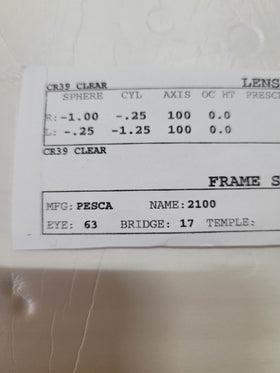 CR39 CLEAR LENS
SPHERE CYL AXIS OC HT PRESC
R: -1.00 -.25 100 0.0
L: -.25 -1.25 100 0.0
CR39 CLEAR
FRAME S
MFG: PESCA NAME: 2100
EYE: 63 BRIDGE: 17 TEMPLE: